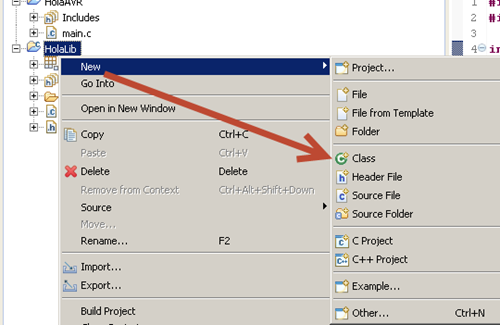 HolaAVR
Includes
main.c
HolaLib
New
Go Into
Open in New Window
Copy Ctrl+C
Paste Ctrl+V
Delete Delete
Remove from Context Ctrl+Alt+Shift+Down
Source
Move...
Rename... F2
Import...
Export...
Build Project
Project...
File
File from Template
Folder
Class
Header File
Source File
Source Folder
C Project
C++ Project
Example...
Other... Ctrl+N
1 #i
2
3 #i
4 in